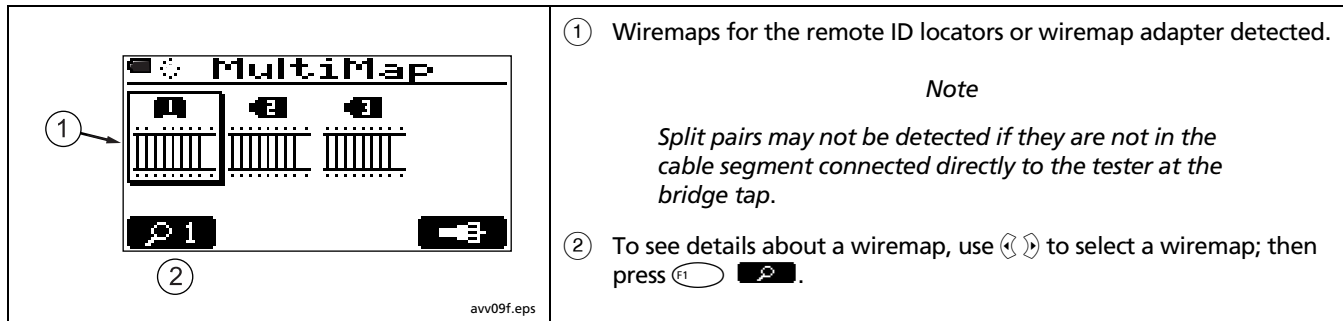 MultiMap
1 2 3
1
1
2
avv09f.eps
1 Wiremaps for the remote ID locators or wiremap adapter detected.
Note
Split pairs may not be detected if they are not in the
cable segment connected directly to the tester at the
bridge tap.
2 To see details about a wiremap, use to select a wiremap; then
press F1 .